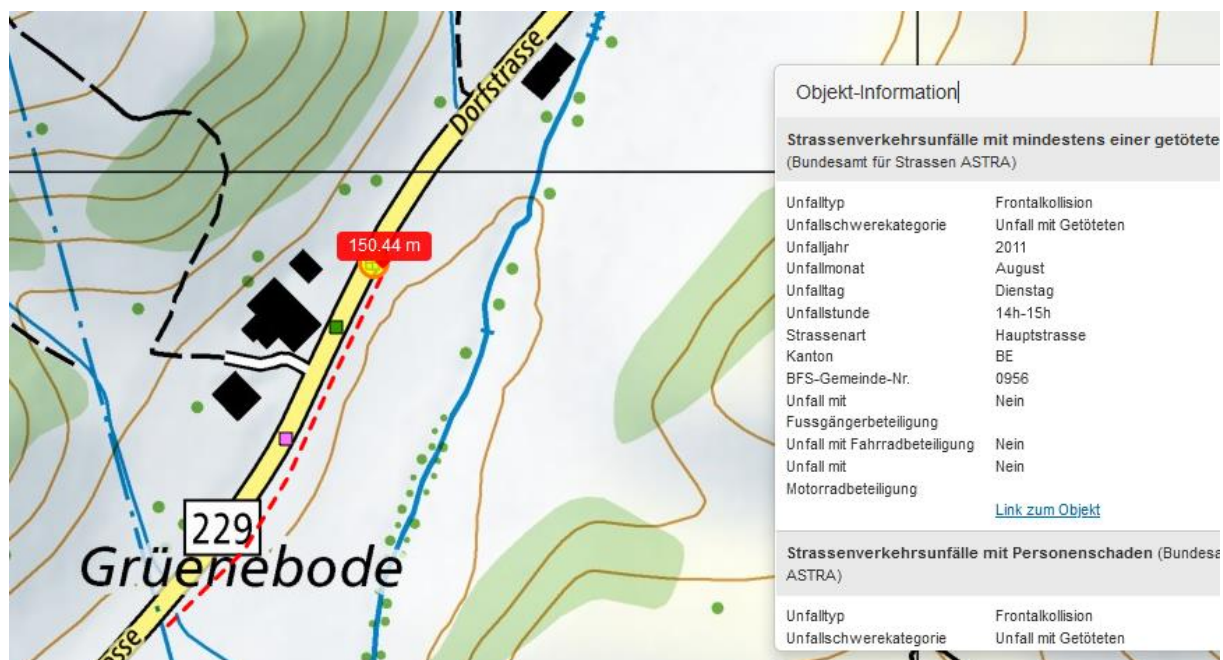 Dorfstrasse
150.44 m
229
Grüenebode
sse
Objekt-Information
Strassenverkehrsunfälle mit mindestens einer getötete
(Bundesamt für Strassen ASTRA)
Unfalltyp Frontalkollision
Unfallschwerekategorie Unfall mit Getöteten
Unfalljahr 2011
Unfallmonat August
Unfalltag Dienstag
Unfallstunde 14h-15h
Strassenart Hauptstrasse
Kanton BE
BFS-Gemeinde-Nr. 0956
Unfall mit Nein
Fussgängerbeteiligung
Unfall mit Fahrradbeteiligung Nein
Unfall mit Nein
Motorradbeteiligung
Link zum Objekt
Strassenverkehrsunfälle mit Personenschaden (Bundesa
ASTRA)
Unfalltyp Frontalkollision
Unfallschwerekategorie Unfall mit Getöteten